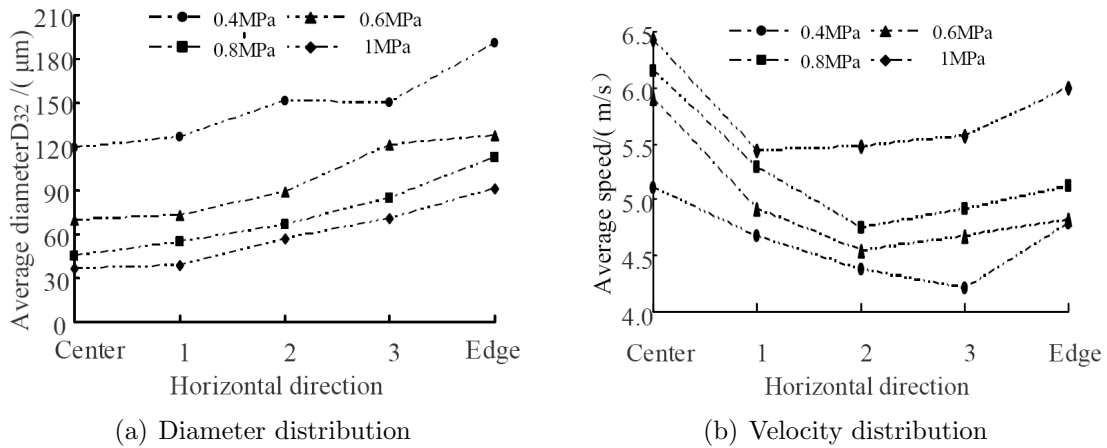 210
180
150
120
90
60
30
0
Average diameterD32 /( μm)
0.4MPa
0.6MPa
0.8MPa
1MPa
Center 1 2 3 Edge
Horizontal direction
(a) Diameter distribution
6.5
6.0
5.5
5.0
4.5
4.0
Average speed/( m/s)
0.4MPa
0.6MPa
0.8MPa
1MPa
Center 1 2 3 Edge
Horizontal direction
(b) Velocity distribution